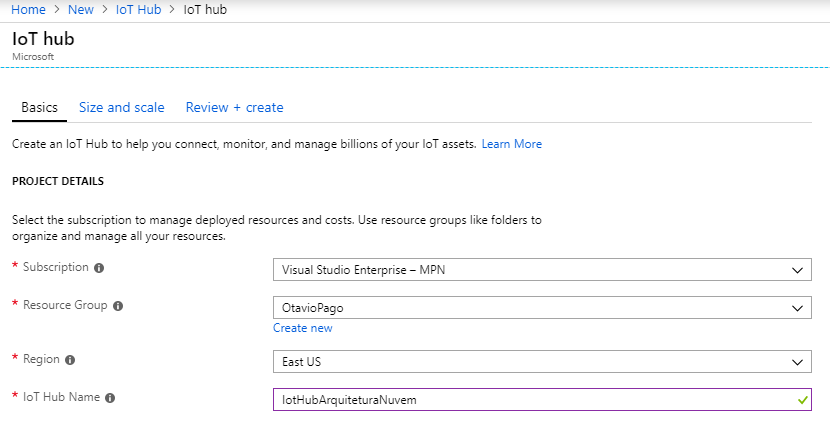 Home > New > IoT Hub > IoT hub
IoT hub
Microsoft
Basics Size and scale Review + create
Create an IoT Hub to help you connect, monitor, and manage billions of your IoT assets. Learn More
PROJECT DETAILS
Select the subscription to manage deployed resources and costs. Use resource groups like folders to
organize and manage all your resources.
* Subscription Visual Studio Enterprise – MPN
* Resource Group OtavioPago
Create new
* Region East US
* IoT Hub Name IotHubArquiteturaNuvem